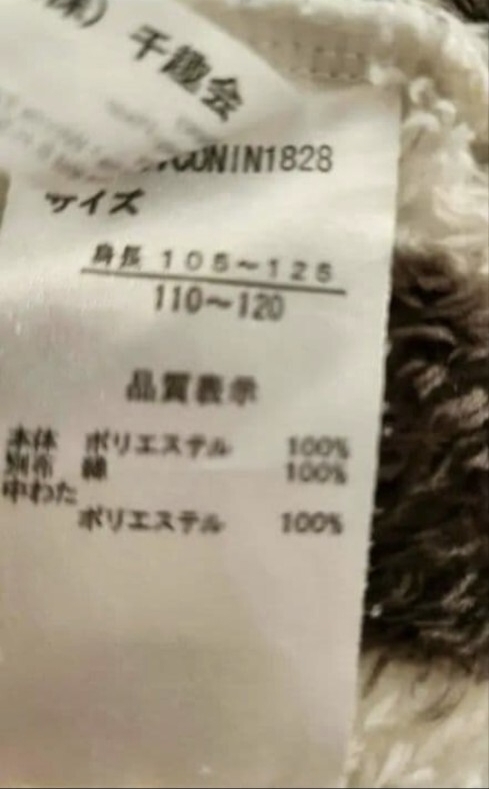 千趣会
NIN1828
サイズ
身長 105~125
110~120
品質表示
本体 ポリエステル 100%
別布 綿 100%
中わた
ポリエステル 100%